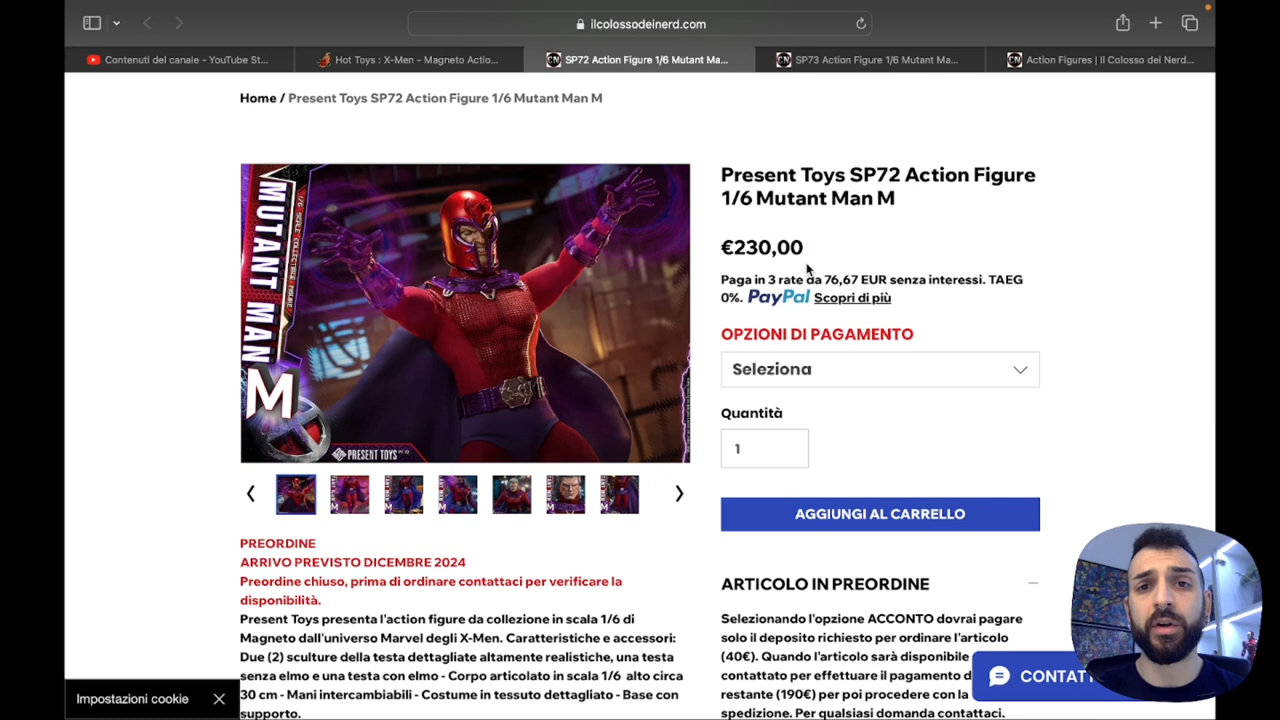 ilcolossodeinerd.com
Contenuti del canale - YouTube St...
Hot Toys : X-Men - Magneto Actio...
SP72 Action Figure 1/6 Mutant Ma...
SP73 Action Figure 1/6 Mutant Ma...
Action Figures | Il Colosso dei Nerd...
Home / Present Toys SP72 Action Figure 1/6 Mutant Man M
MUTANT MAN
M
1/6 SCALE COLLECTIBLE FIGURE
PRESENT TOYS
Present Toys SP72 Action Figure
1/6 Mutant Man M
€230,00
Paga in 3 rate da 76,67 EUR senza interessi. TAEG
0%. PayPal Scopri di più
OPZIONI DI PAGAMENTO
Seleziona
Quantità
1
AGGIUNGI AL CARRELLO
PREORDINE
ARRIVO PREVISTO DICEMBRE 2024
Preordine chiuso, prima di ordinare contattaci per verificare la
disponibilità.
Present Toys presenta l'action figure da collezione in scala 1/6 di
Magneto dall'universo Marvel degli X-Men. Caratteristiche e accessori:
Due (2) sculture della testa dettagliate altamente realistiche, una testa
senza elmo e una testa con elmo - Corpo articolato in scala 1/6 alto circa
30 cm - Mani intercambiabili - Costume in tessuto dettagliato - Base con
supporto.
ARTICOLO IN PREORDINE
Selezionando l'opzione ACCONTO dovrai pagare
solo il deposito richiesto per ordinare l'articolo
(40€). Quando l'articolo sarà disponibile
contattato per effettuare il pagamento d
restante (190€) per poi procedere con la
spedizione. Per qualsiasi domanda contattaci.
CONTAT
Impostazioni cookie